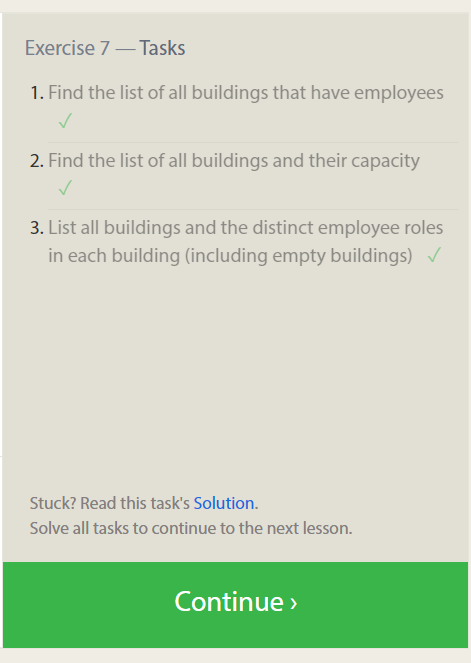 Exercise 7 — Tasks
1. Find the list of all buildings that have employees
✓
2. Find the list of all buildings and their capacity
✓
3. List all buildings and the distinct employee roles
in each building (including empty buildings) ✓
Stuck? Read this task's Solution.
Solve all tasks to continue to the next lesson.
Continue ›